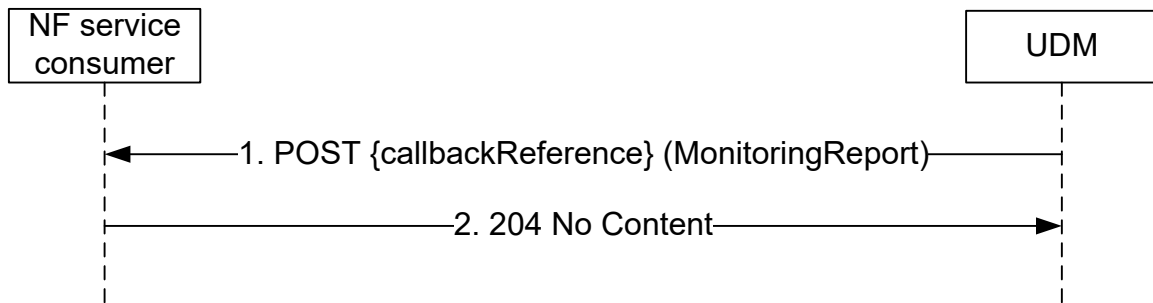 NF service
consumer
UDM
1. POST {callbackReference} (MonitoringReport)
2. 204 No Content